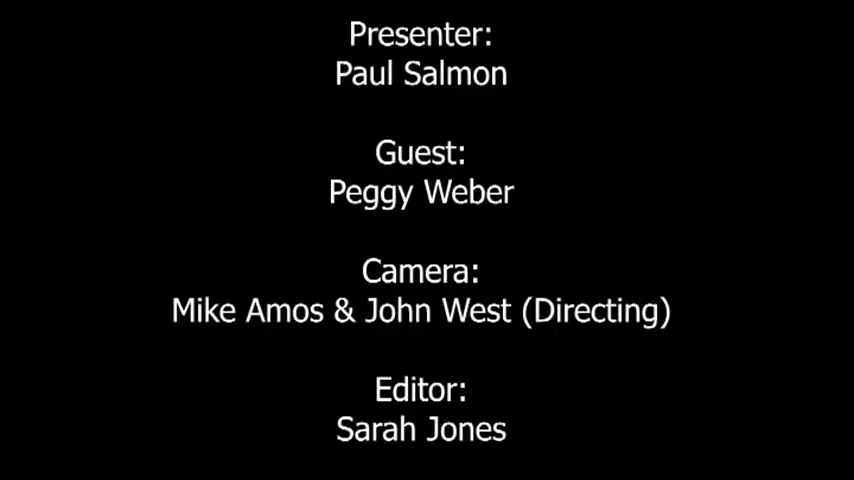 Presenter:
Paul Salmon
Guest:
Peggy Weber
Camera:
Mike Amos & John West (Directing)
Editor:
Sarah Jones